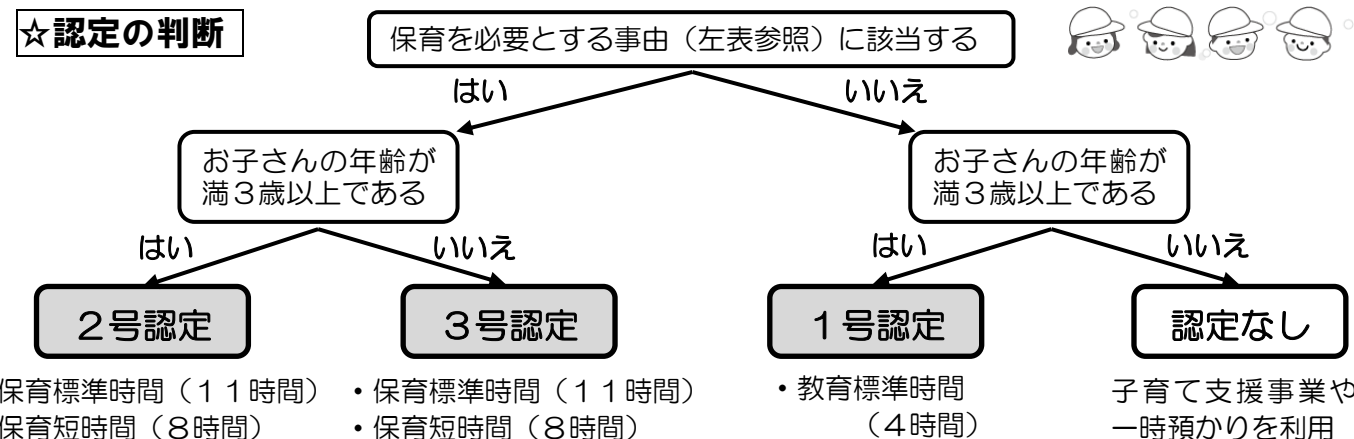 ☆認定の判断
保育を必要とする事由（左表参照）に該当する
はい
いいえ
お子さんの年齢が
満３歳以上である
お子さんの年齢が
満３歳以上である
はい
いいえ
はい
いいえ
２号認定
３号認定
１号認定
認定なし
保育標準時間（１１時間）
保育短時間（８時間）
・保育標準時間（１１時間）
・保育短時間（８時間）
・教育標準時間
（４時間）
子育て支援事業や
一時預かりを利用